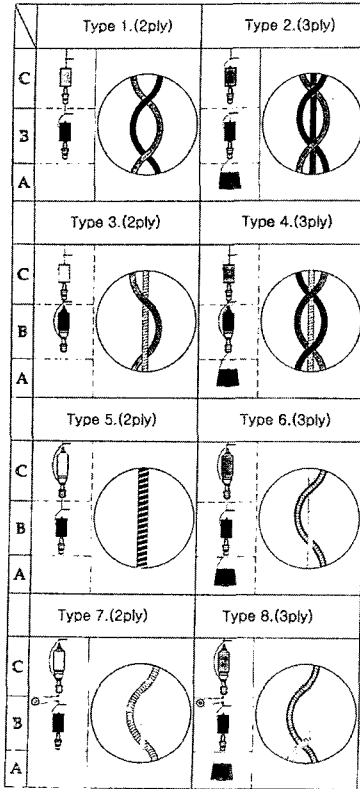 Type 1.(2ply) Type 2.(3ply)
C
B
A
Type 3.(2ply) Type 4.(3ply)
C
B
A
Type 5.(2ply) Type 6.(3ply)
C
B
A
Type 7.(2ply) Type 8.(3ply)
C
B
A